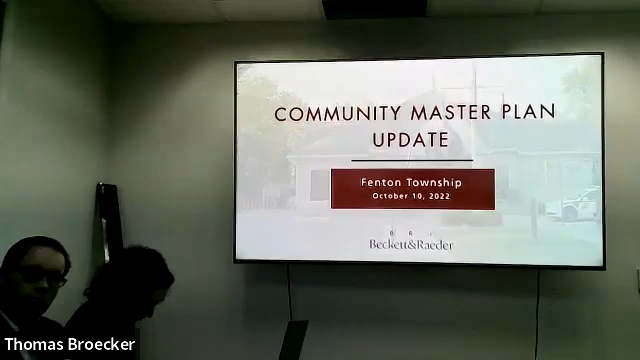 COMMUNITY MASTER PLAN
UPDATE
Fenton Township
October 10, 2022
B R i
Beckett&Raeder
Thomas Broecker